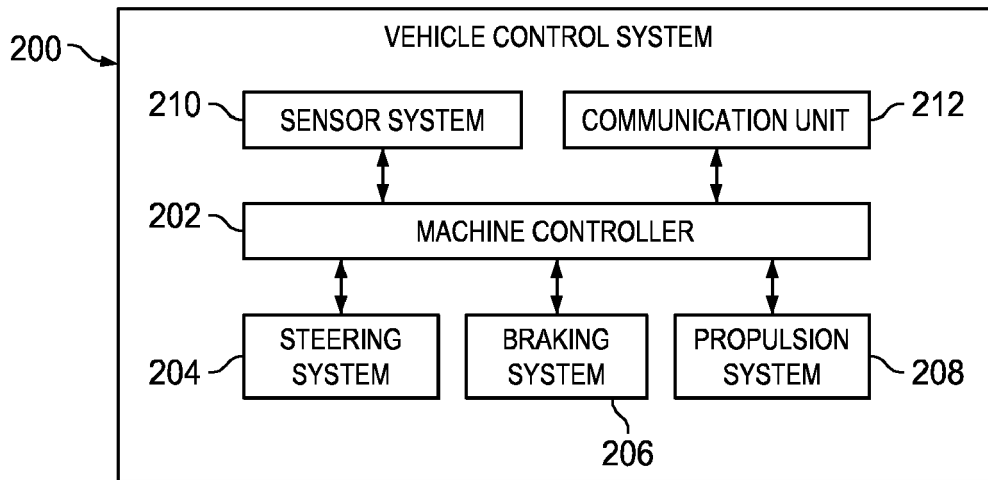 VEHICLE CONTROL SYSTEM
200
210
SENSOR SYSTEM
COMMUNICATION UNIT
212
202
MACHINE CONTROLLER
204
STEERING
SYSTEM
BRAKING
SYSTEM
206
PROPULSION
SYSTEM
208